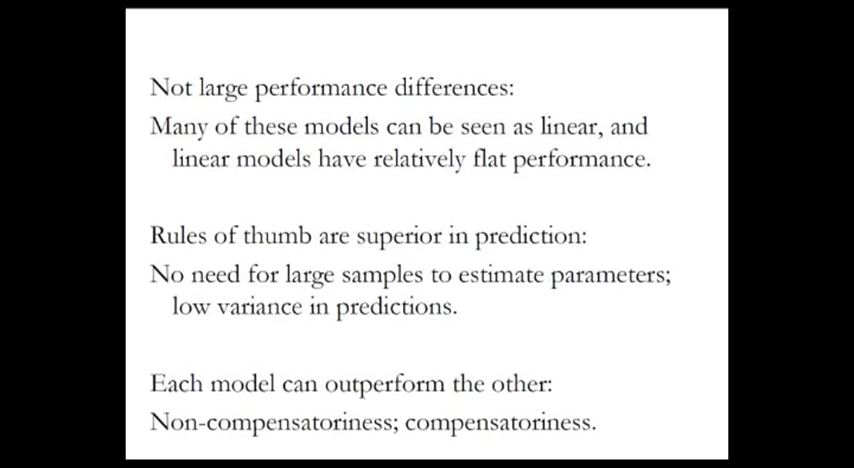 Not large performance differences:
Many of these models can be seen as linear, and
linear models have relatively flat performance.
Rules of thumb are superior in prediction:
No need for large samples to estimate parameters;
low variance in predictions.
Each model can outperform the other:
Non-compensatoriness; compensatoriness.